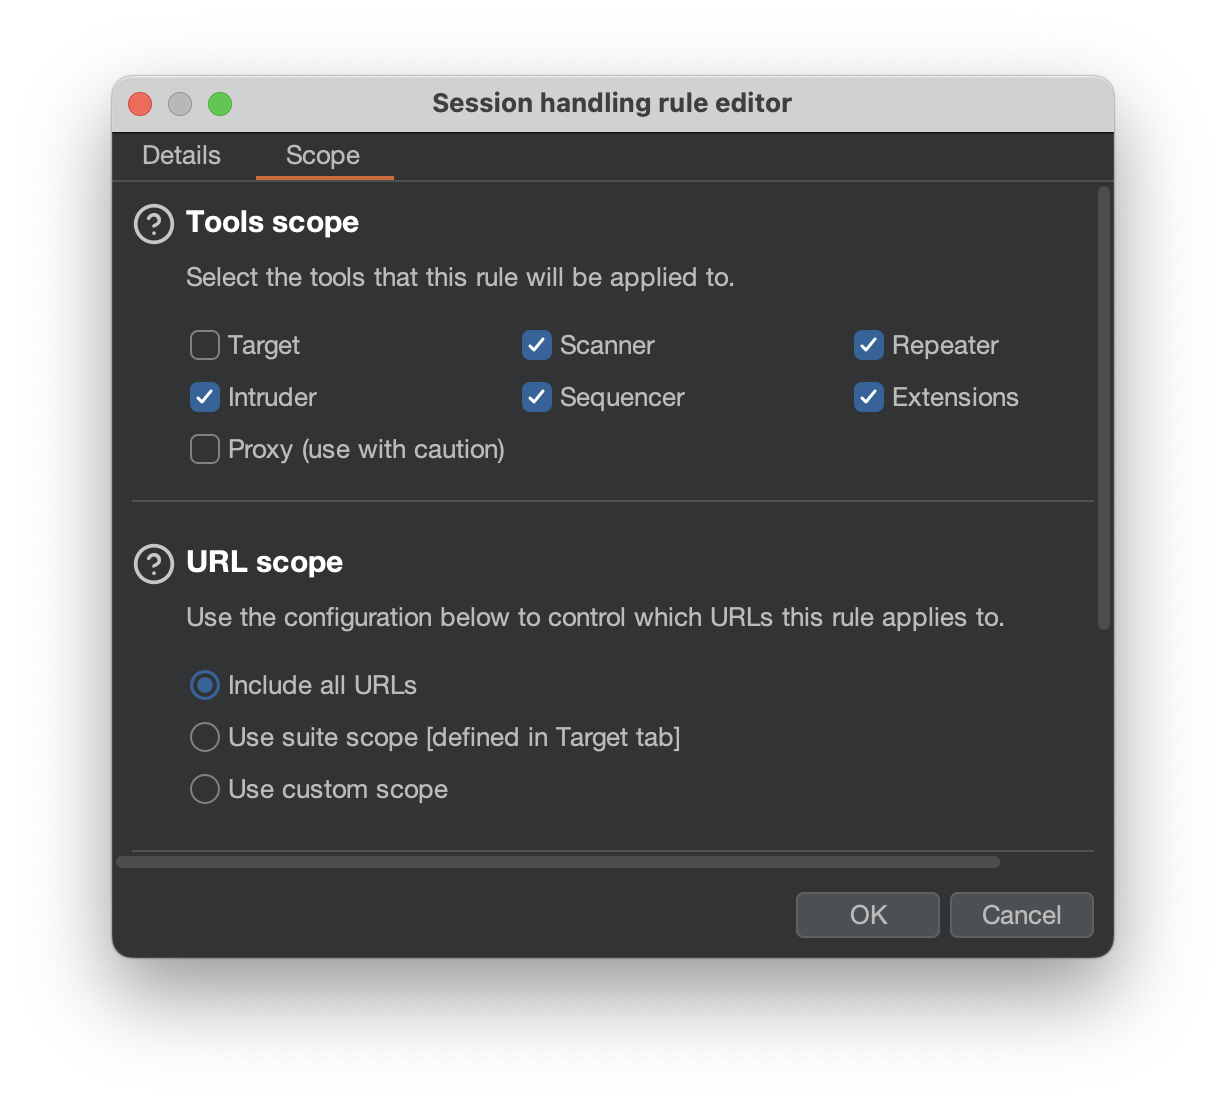 Session handling rule editor
Details Scope
Tools scope
Select the tools that this rule will be applied to.
Target Scanner Repeater
Intruder Sequencer Extensions
Proxy (use with caution)
URL scope
Use the configuration below to control which URLs this rule applies to.
Include all URLs
Use suite scope [defined in Target tab]
Use custom scope
OK Cancel